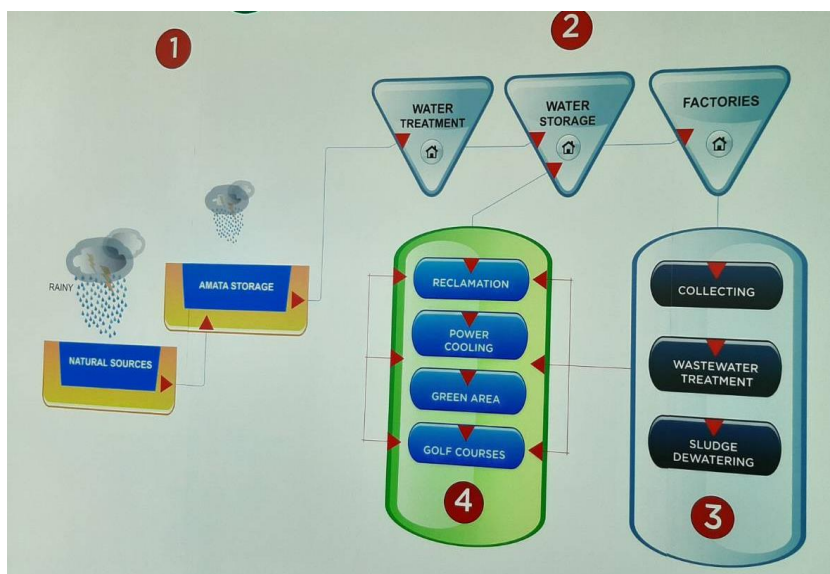 1
2
WATER
TREATMENT
WATER
STORAGE
FACTORIES
RAINY
AMATA STORAGE
NATURAL SOURCES
RECLAMATION
POWER
COOLING
GREEN AREA
GOLF COURSES
4
COLLECTING
WASTEWATER
TREATMENT
SLUDGE
DEWATERING
3